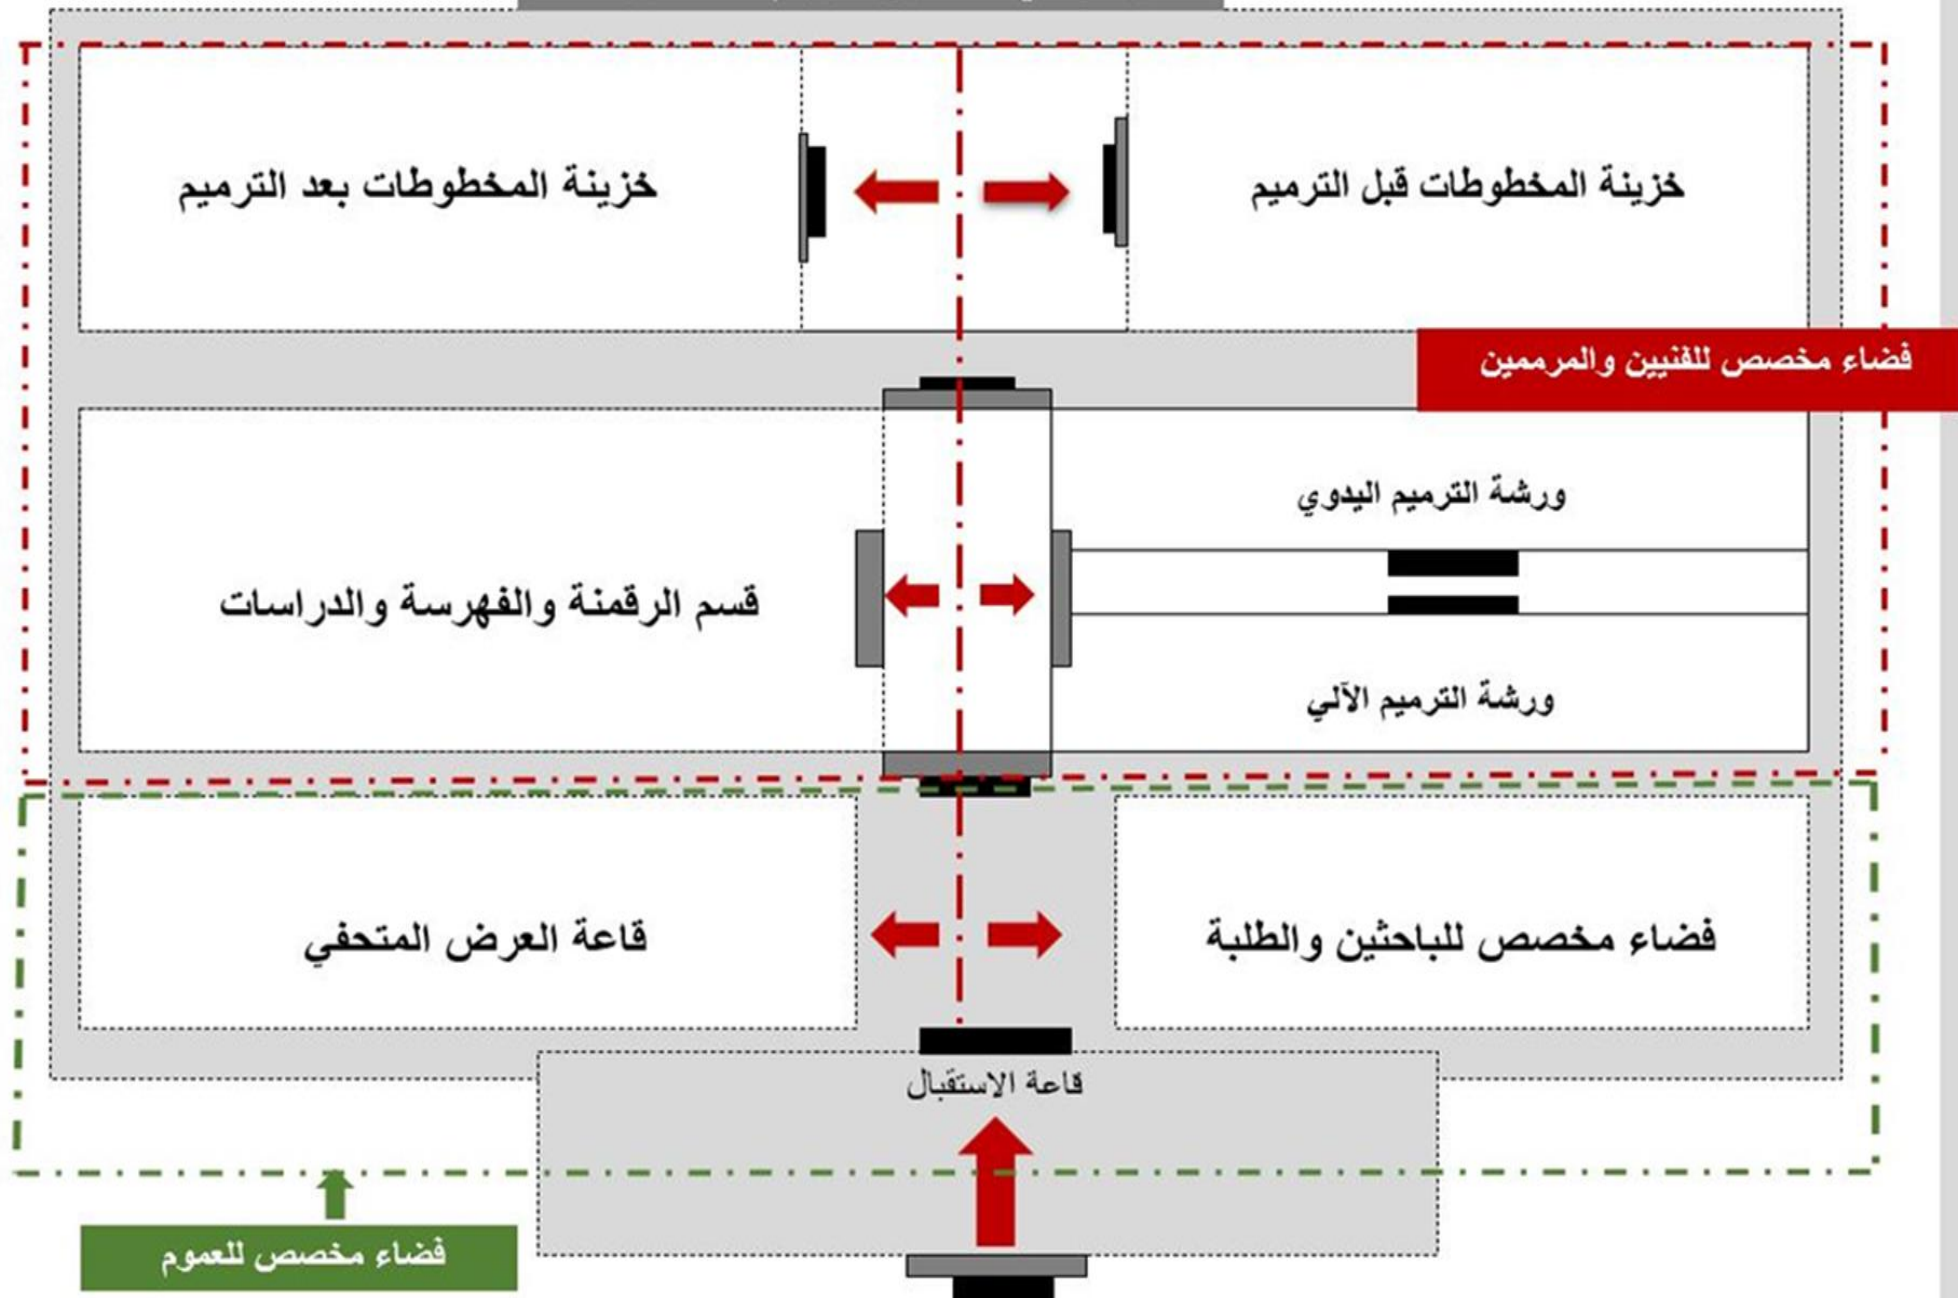 خزينة المخطوطات قبل الترميم
خزينة المخطوطات بعد الترميم
فضاء مخصص للفنيين والمرممين
ورشة الترميم اليدوي
قسم الرقمنة والفهرسة والدراسات
ورشة الترميم الآلي
فضاء مخصص للباحثين والطلبة
قاعة العرض المتحفي
قاعة الاستقبال
فضاء مخصص للعموم